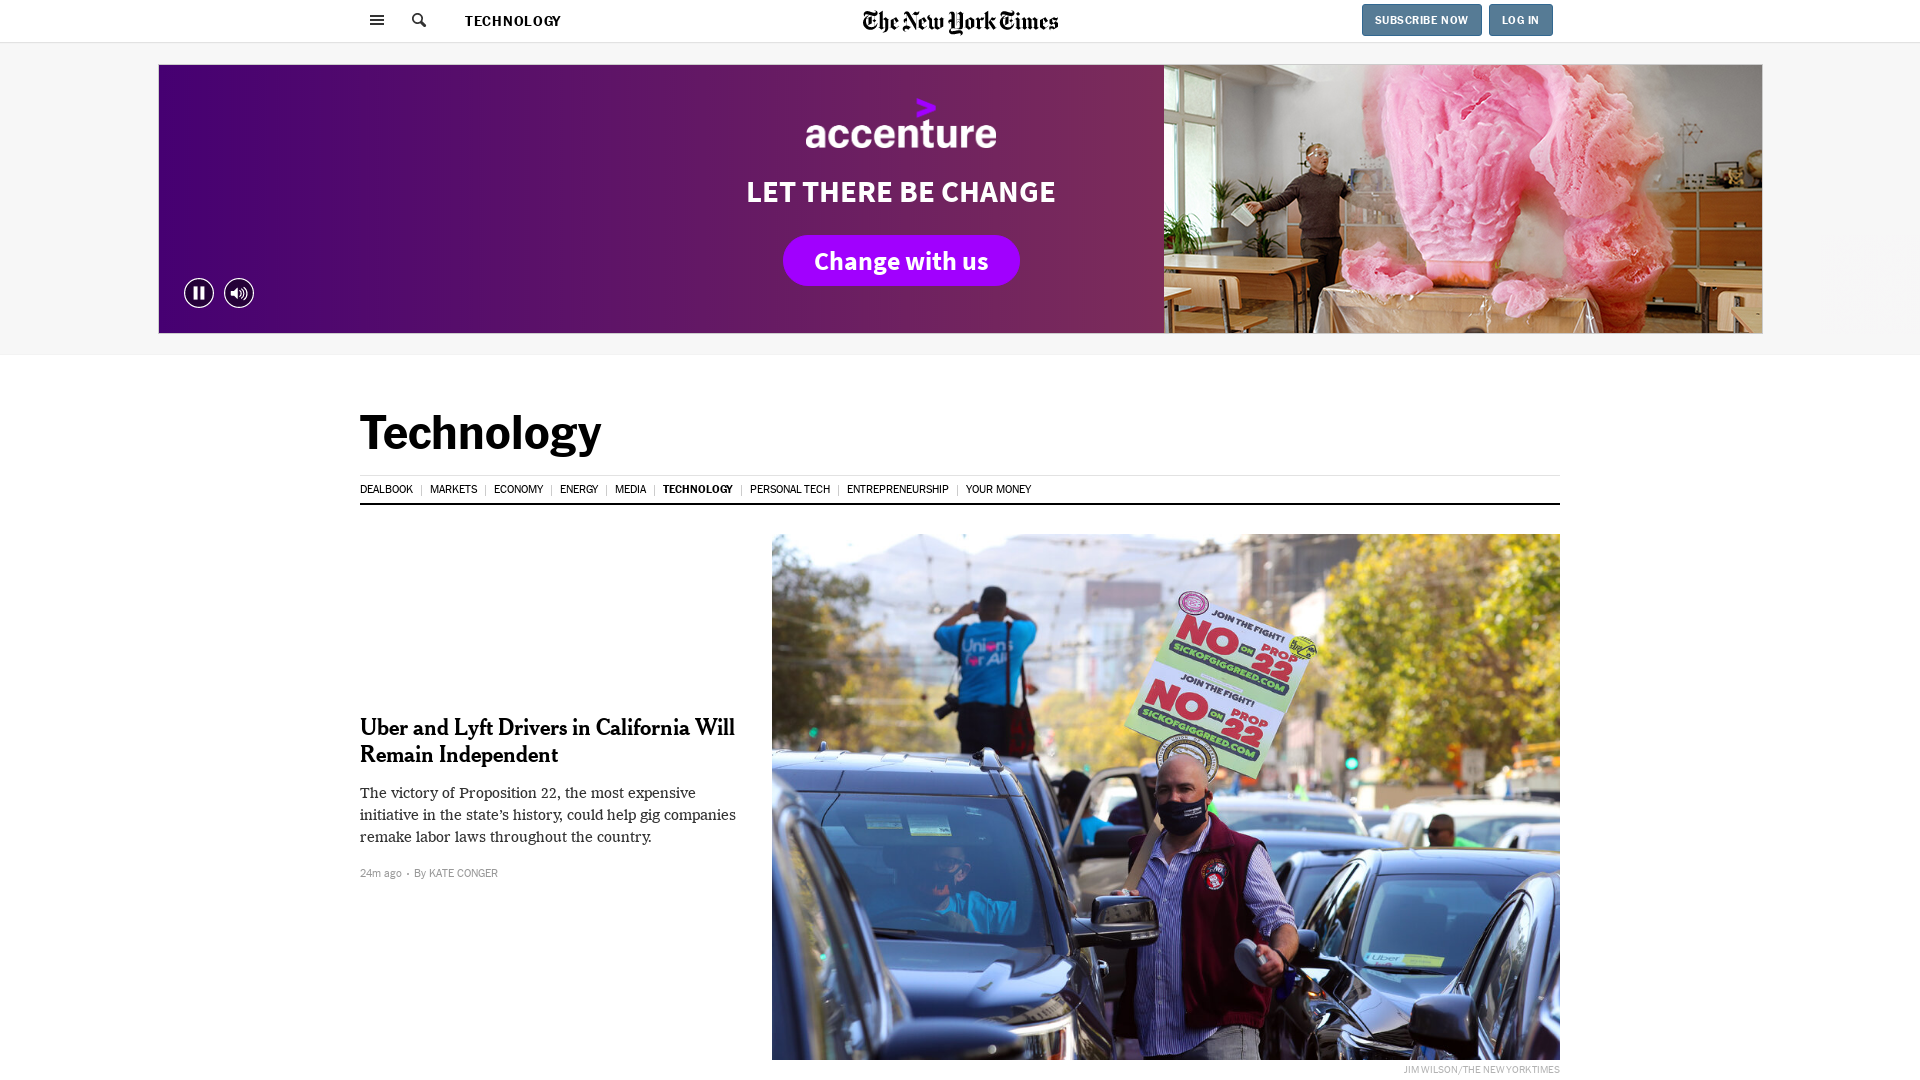 TECHNOLOGY
The New York Times
SUBSCRIBE NOW
LOG IN
accenture
LET THERE BE CHANGE
Change with us
Technology
DEALBOOK
MARKETS
ECONOMY
ENERGY
MEDIA
TECHNOLOGY
PERSONAL TECH
ENTREPRENEURSHIP
YOUR MONEY
Uber and Lyft Drivers in California Will
Remain Independent
The victory of Proposition 22, the most expensive
initiative in the state’s history, could help gig companies
remake labor laws throughout the country.
24m ago • By KATE CONGER
Unions
for All
JOIN THE FIGHT!
NO ON PROP 22
SICKOFGIGGREED.COM
JOIN THE FIGHT!
NO ON PROP 22
SICKOFGIGGREED.COM
Uber
JIM WILSON/THE NEW YORK TIMES